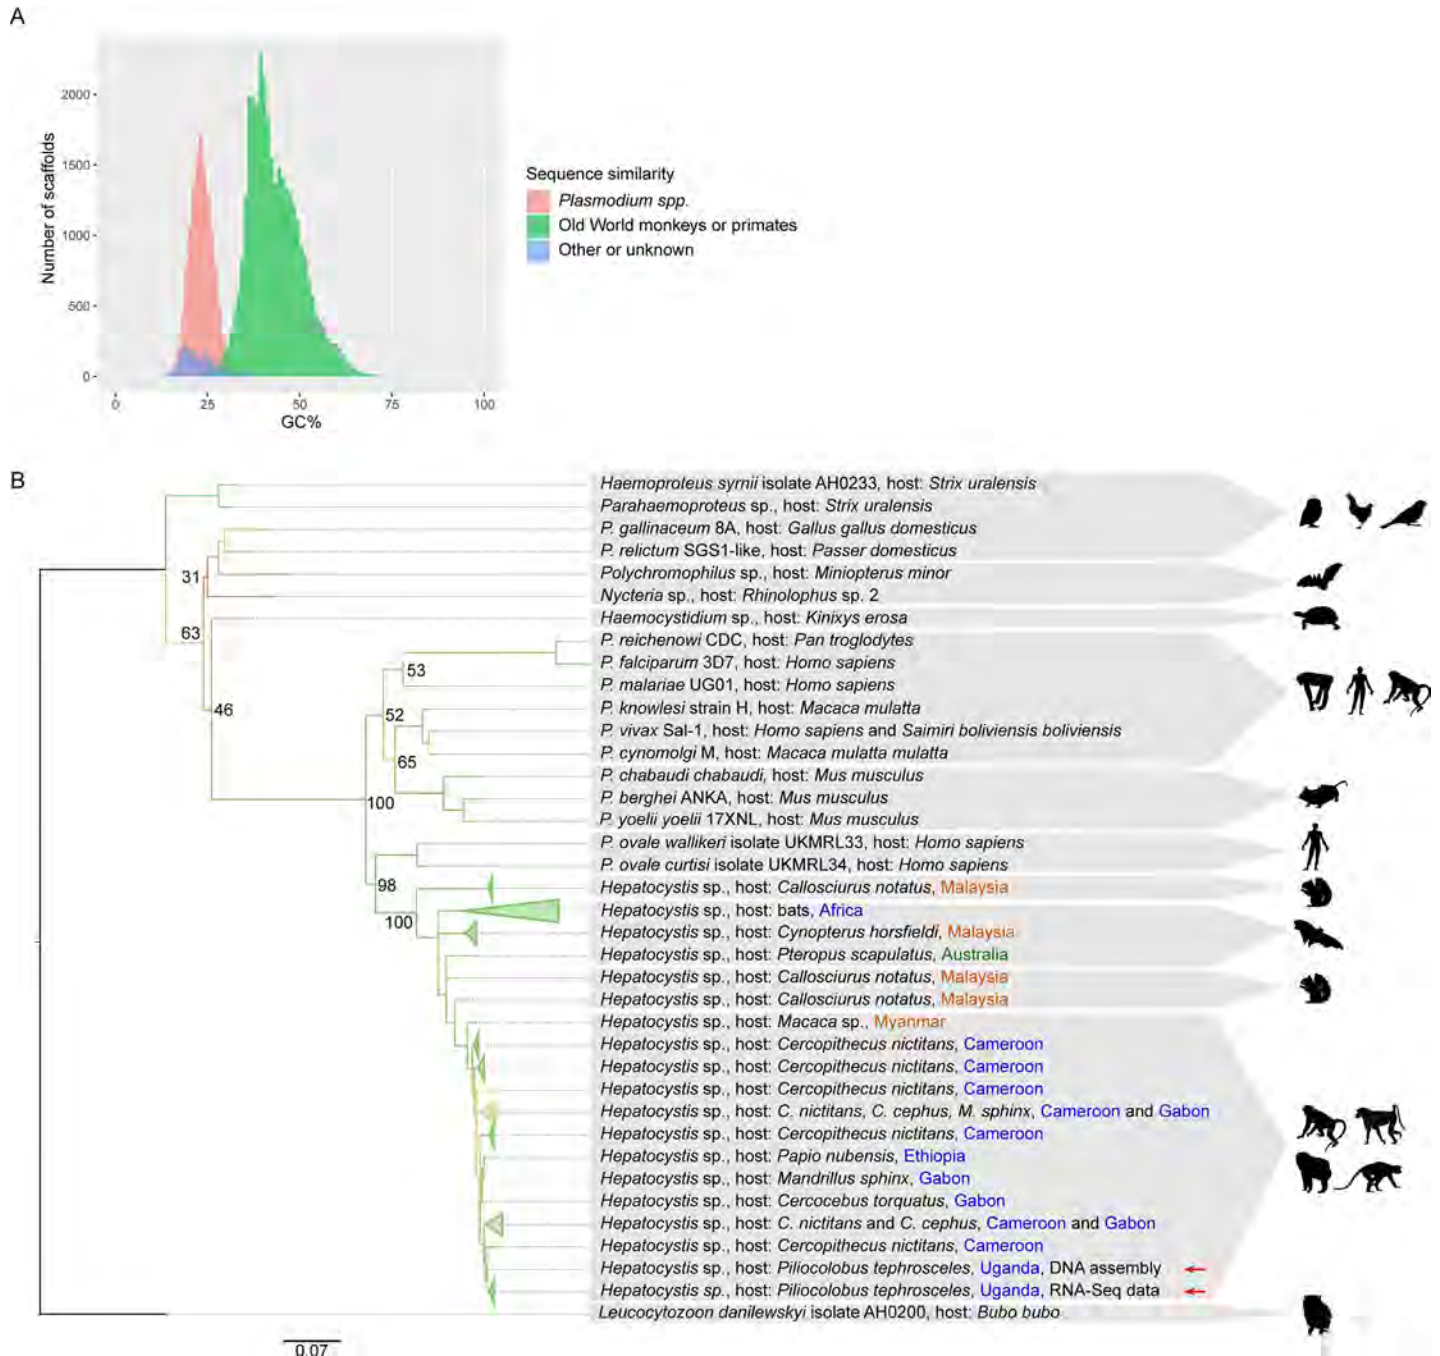 A
Number of scaffolds
2000
1500
1000
500
0
0 25 50 75 100
GC%
Sequence similarity
Plasmodium spp.
Old World monkeys or primates
Other or unknown
B
Haemoproteus syrnii isolate AH0233, host: Strix uralensis
Parahaemoproteus sp., host: Strix uralensis
P. gallinaceum 8A, host: Gallus gallus domesticus
P. relictum SGS1-like, host: Passer domesticus
31
Polychromophilus sp., host: Miniopterus minor
Nycteria sp., host: Rhinolophus sp. 2
Haemocystidium sp., host: Kinixys erosa
63
P. reichenowi CDC, host: Pan troglodytes
P. falciparum 3D7, host: Homo sapiens
53
P. malariae UG01, host: Homo sapiens
46
P. knowlesi strain H, host: Macaca mulatta
52
P. vivax Sal-1, host: Homo sapiens and Saimiri boliviensis boliviensis
P. cynomolgi M, host: Macaca mulatta mulatta
65
P. chabaudi chabaudi, host: Mus musculus
P. berghei ANKA, host: Mus musculus
100
P. yoelii yoelii 17XNL, host: Mus musculus
P. ovale wallikeri isolate UKMRL33, host: Homo sapiens
P. ovale curtisi isolate UKMRL34, host: Homo sapiens
98
Hepatocystis sp., host: Callosciurus notatus, Malaysia
Hepatocystis sp., host: bats, Africa
100
Hepatocystis sp., host: Cynopterus horsfieldi, Malaysia
Hepatocystis sp., host: Pteropus scapulatus, Australia
Hepatocystis sp., host: Callosciurus notatus, Malaysia
Hepatocystis sp., host: Callosciurus notatus, Malaysia
Hepatocystis sp., host: Macaca sp., Myanmar
Hepatocystis sp., host: Cercopithecus nictitans, Cameroon
Hepatocystis sp., host: Cercopithecus nictitans, Cameroon
Hepatocystis sp., host: Cercopithecus nictitans, Cameroon
Hepatocystis sp., host: C. nictitans, C. cephus, M. sphinx, Cameroon and Gabon
Hepatocystis sp., host: Cercopithecus nictitans, Cameroon
Hepatocystis sp., host: Papio nubensis, Ethiopia
Hepatocystis sp., host: Mandrillus sphinx, Gabon
Hepatocystis sp., host: Cercocebus torquatus, Gabon
Hepatocystis sp., host: C. nictitans and C. cephus, Cameroon and Gabon
Hepatocystis sp., host: Cercopithecus nictitans, Cameroon
Hepatocystis sp., host: Piliocolobus tephrosceles, Uganda, DNA assembly
Hepatocystis sp., host: Piliocolobus tephrosceles, Uganda, RNA-Seq data
Leucocytozoon danilewskyi isolate AH0200, host: Bubo bubo
0.07